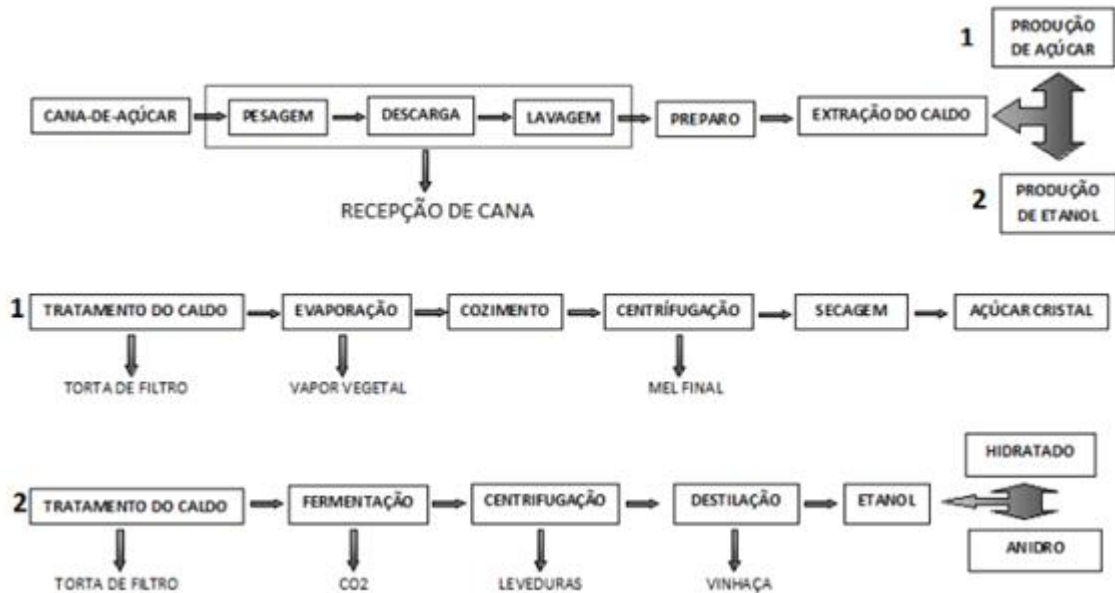 1
PRODUÇÃO
DE AÇÚCAR
CANA-DE-AÇÚCAR
PESAGEM
DESCARGA
LAVAGEM
PREPARO
EXTRAÇÃO DO CALDO
RECEPÇÃO DE CANA
2
PRODUÇÃO
DE ETANOL
1
TRATAMENTO DO CALDO
EVAPORAÇÃO
COZIMENTO
CENTRÍFUGAÇÃO
SECAGEM
AÇÚCAR CRISTAL
TORTA DE FILTRO
VAPOR VEGETAL
MEL FINAL
2
TRATAMENTO DO CALDO
FERMENTAÇÃO
CENTRIFUGAÇÃO
DESTILAÇÃO
ETANOL
HIDRATADO
ANIDRO
TORTA DE FILTRO
CO2
LEVEDURAS
VINHAÇA